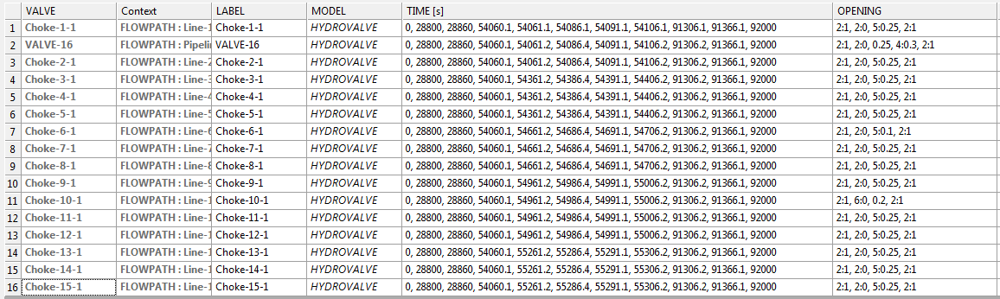 VALVE Context LABEL MODEL TIME [s] OPENING
1 Choke-1-1 FLOWPATH : Line-1 Choke-1-1 HYDROVALVE 0, 28800, 28860, 54060.1, 54061.1, 54086.1, 54091.1, 54106.1, 91306.1, 91366.1, 92000 2:1, 2:0, 5:0.25, 2:1
2 VALVE-16 FLOWPATH : Pipelin VALVE-16 HYDROVALVE 0, 28800, 28860, 54060.1, 54061.1, 54086.1, 54091.1, 54106.1, 91306.1, 91366.1, 92000 2:1, 2:0, 0.25, 4:0.3, 2:1
3 Choke-2-1 FLOWPATH : Line-2 Choke-2-1 HYDROVALVE 0, 28800, 28860, 54060.1, 54061.2, 54086.4, 54091.1, 54106.2, 91306.2, 91366.1, 92000 2:1, 2:0, 5:0.25, 2:1
4 Choke-3-1 FLOWPATH : Line-3 Choke-3-1 HYDROVALVE 0, 28800, 28860, 54060.1, 54361.2, 54386.4, 54391.1, 54406.2, 91306.2, 91366.1, 92000 2:1, 2:0, 5:0.25, 2:1
5 Choke-4-1 FLOWPATH : Line-4 Choke-4-1 HYDROVALVE 0, 28800, 28860, 54060.1, 54361.2, 54386.4, 54391.1, 54406.2, 91306.2, 91366.1, 92000 2:1, 2:0, 5:0.25, 2:1
6 Choke-5-1 FLOWPATH : Line-5 Choke-5-1 HYDROVALVE 0, 28800, 28860, 54060.1, 54361.2, 54386.4, 54391.1, 54406.2, 91306.2, 91366.1, 92000 2:1, 2:0, 5:0.25, 2:1
7 Choke-6-1 FLOWPATH : Line-6 Choke-6-1 HYDROVALVE 0, 28800, 28860, 54060.1, 54661.2, 54686.4, 54691.1, 54706.2, 91306.2, 91366.1, 92000 2:1, 2:0, 5:0.1, 2:1
8 Choke-7-1 FLOWPATH : Line-7 Choke-7-1 HYDROVALVE 0, 28800, 28860, 54060.1, 54661.2, 54686.4, 54691.1, 54706.2, 91306.2, 91366.1, 92000 2:1, 2:0, 5:0.25, 2:1
9 Choke-8-1 FLOWPATH : Line-8 Choke-8-1 HYDROVALVE 0, 28800, 28860, 54060.1, 54661.2, 54686.4, 54691.1, 54706.2, 91306.2, 91366.1, 92000 2:1, 2:0, 5:0.25, 2:1
10 Choke-9-1 FLOWPATH : Line-9 Choke-9-1 HYDROVALVE 0, 28800, 28860, 54060.1, 54961.2, 54986.4, 54991.1, 55006.2, 91306.2, 91366.1, 92000 2:1, 2:0, 5:0.25, 2:1
11 Choke-10-1 FLOWPATH : Line-1 Choke-10-1 HYDROVALVE 0, 28800, 28860, 54060.1, 54961.2, 54986.4, 54991.1, 55006.2, 91306.2, 91366.1, 92000 2:1, 6:0, 0.2, 2:1
12 Choke-11-1 FLOWPATH : Line-1 Choke-11-1 HYDROVALVE 0, 28800, 28860, 54060.1, 54961.2, 54986.4, 54991.1, 55006.2, 91306.2, 91366.1, 92000 2:1, 2:0, 5:0.25, 2:1
13 Choke-12-1 FLOWPATH : Line-1 Choke-12-1 HYDROVALVE 0, 28800, 28860, 54060.1, 54961.2, 54986.4, 54991.1, 55006.2, 91306.2, 91366.1, 92000 2:1, 2:0, 5:0.25, 2:1
14 Choke-13-1 FLOWPATH : Line-1 Choke-13-1 HYDROVALVE 0, 28800, 28860, 54060.1, 55261.2, 55286.4, 55291.1, 55306.2, 91306.2, 91366.1, 92000 2:1, 2:0, 5:0.25, 2:1
15 Choke-14-1 FLOWPATH : Line-1 Choke-14-1 HYDROVALVE 0, 28800, 28860, 54060.1, 55261.2, 55286.4, 55291.1, 55306.2, 91306.2, 91366.1, 92000 2:1, 2:0, 5:0.25, 2:1
16 Choke-15-1 FLOWPATH : Line-1 Choke-15-1 HYDROVALVE 0, 28800, 28860, 54060.1, 55261.2, 55286.4, 55291.1, 55306.2, 91306.2, 91366.1, 92000 2:1, 2:0, 5:0.25, 2:1